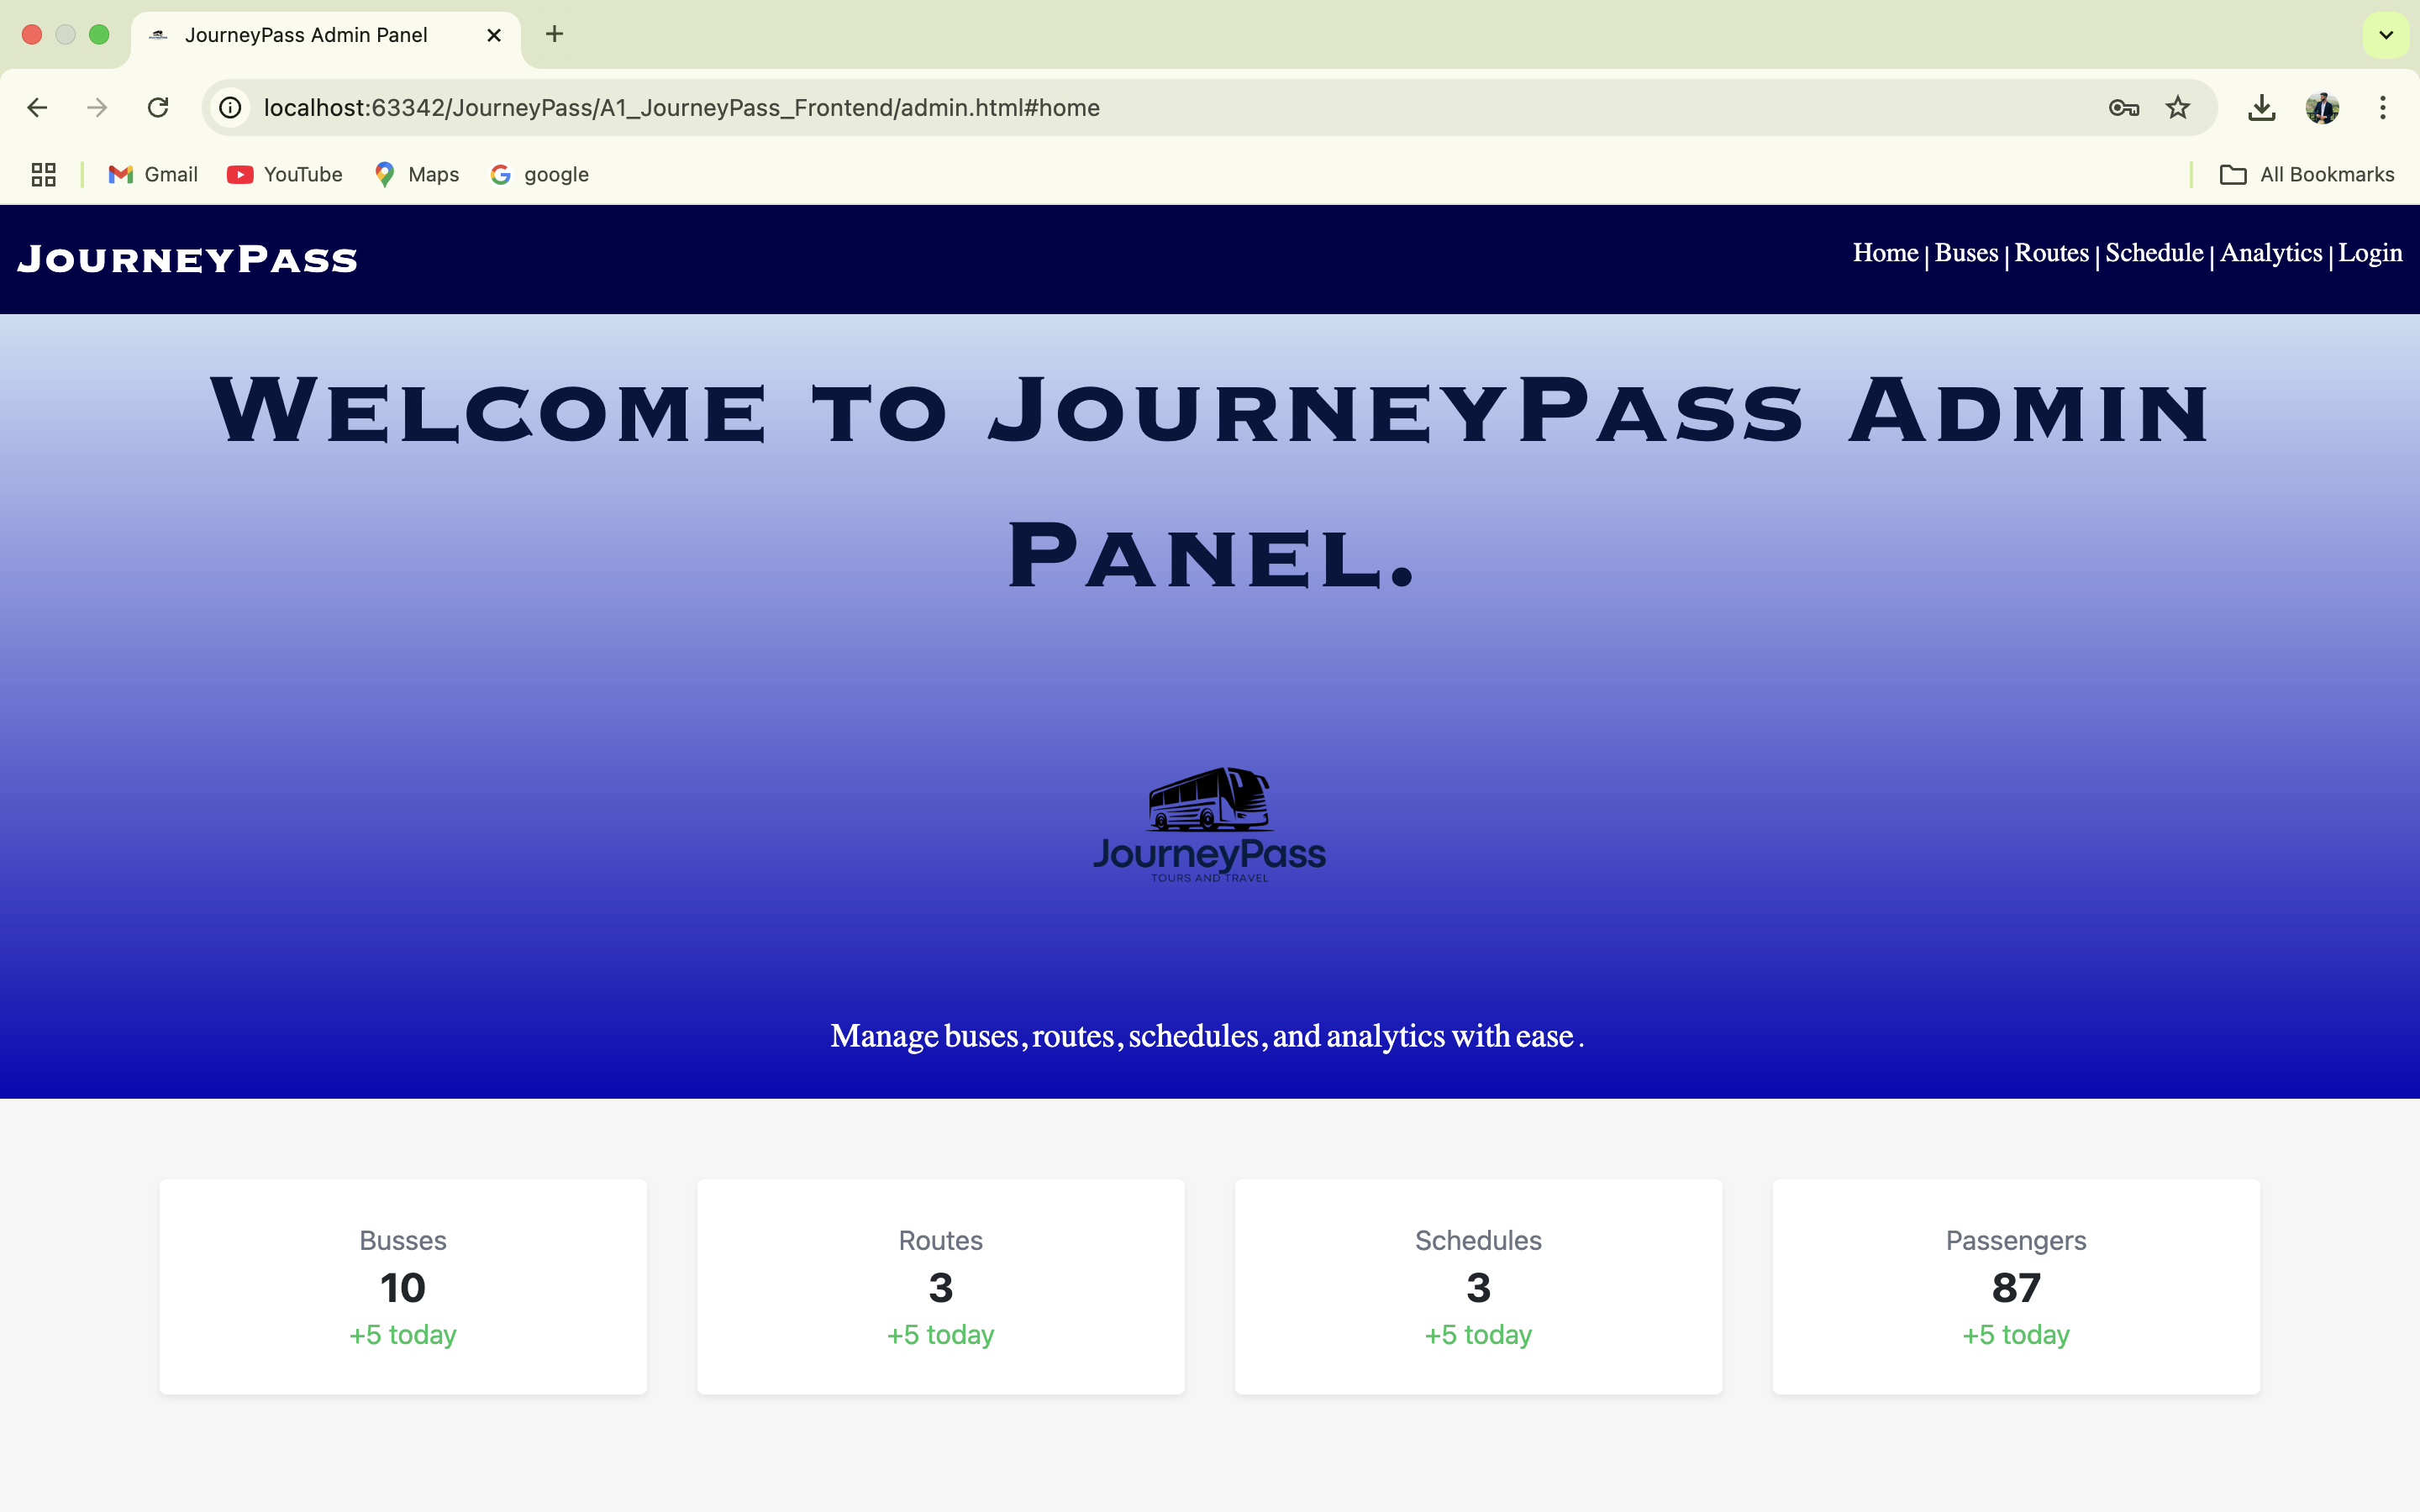 JourneyPass Admin Panel
localhost:63342/JourneyPass/A1_JourneyPass_Frontend/admin.html#home
Gmail YouTube Maps google All Bookmarks
JourneyPass Home | Buses | Routes | Schedule | Analytics | Login
Welcome to JourneyPass Admin
Panel.
JourneyPass
TOURS AND TRAVEL
Manage buses, routes, schedules, and analytics with ease.
Busses Routes Schedules Passengers
10 3 3 87
+5 today +5 today +5 today +5 today